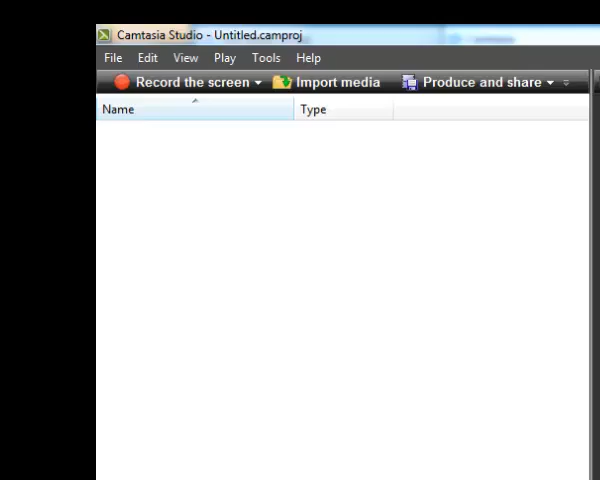 Camtasia Studio - Untitled.camproj
File Edit View Play Tools Help
Record the screen Import media Produce and share
Name Type